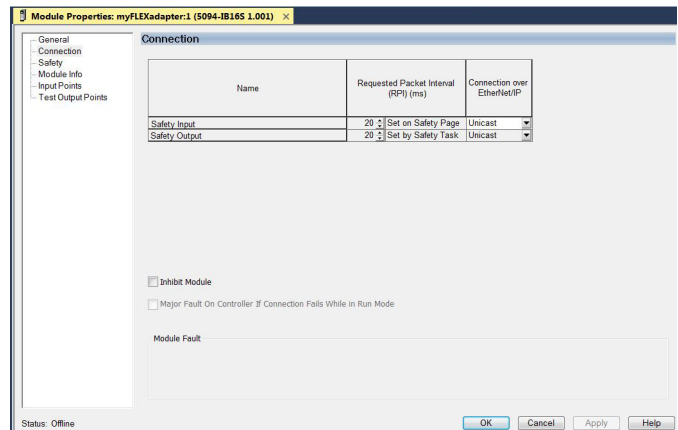 Module Properties: myFLEXadapter:1 (5094-IB16S 1.001) ×
General
Connection
Safety
Module Info
Input Points
Test Output Points
Connection
Name
Requested Packet Interval
(RPI) (ms)
Connection over
EtherNet/IP
Safety Input 20 Set on Safety Page Unicast
Safety Output 20 Set by Safety Task Unicast
Inhibit Module
Major Fault On Controller If Connection Fails While in Run Mode
Module Fault
Status: Offline
OK Cancel Apply Help